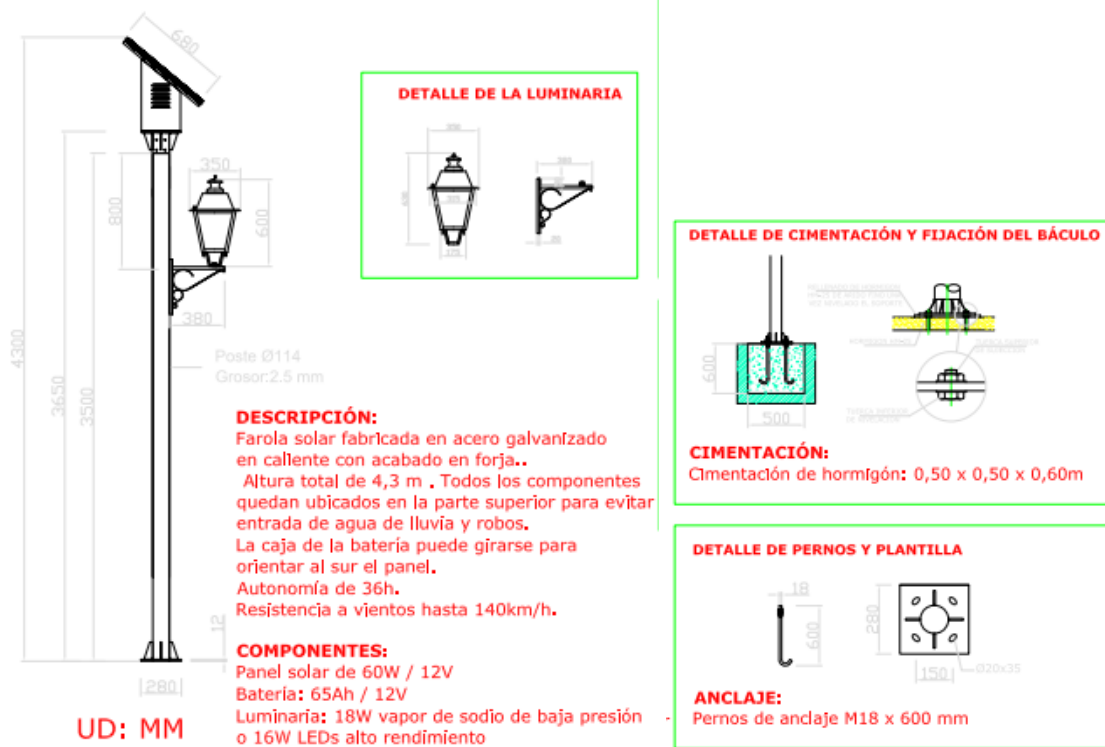 680
4300
3650
3500
800
350
600
380
Poste Ø114
Grosor:2.5 mm
12
280
UD: MM
DESCRIPCIÓN:
Farola solar fabricada en acero galvanizado
en caliente con acabado en forja..
Altura total de 4,3 m . Todos los componentes
quedan ubicados en la parte superior para evitar
entrada de agua de lluvia y robos.
La caja de la batería puede girarse para
orientar al sur el panel.
Autonomía de 36h.
Resistencia a vientos hasta 140km/h.
COMPONENTES:
Panel solar de 60W / 12V
Batería: 65Ah / 12V
Luminaria: 18W vapor de sodio de baja presión
o 16W LEDs alto rendimiento
DETALLE DE LA LUMINARIA
DETALLE DE CIMENTACIÓN Y FIJACIÓN DEL BÁCULO
600
500
CIMENTACIÓN:
Cimentación de hormigón: 0,50 x 0,50 x 0,60m
DETALLE DE PERNOS Y PLANTILLA
18
600
280
150
Ø20x35
ANCLAJE:
Pernos de anclaje M18 x 600 mm